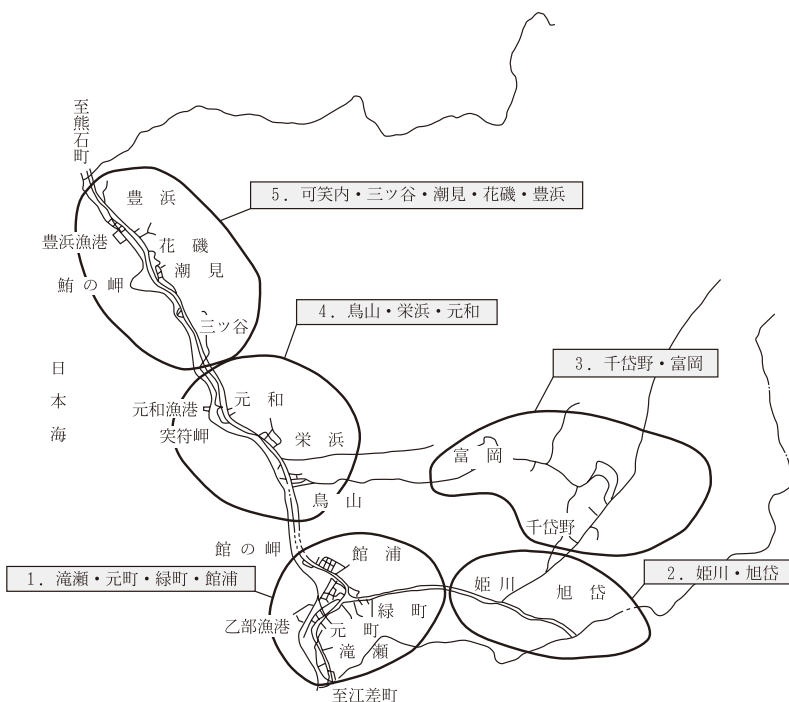 至熊石町
豊浜
5．可笑内・三ツ谷・潮見・花磯・豊浜
豊浜漁港
花磯
潮見
鮪の岬
三ツ谷
4．鳥山・栄浜・元和
日本海
3．千岱野・富岡
元和
元和漁港
突符岬
栄浜
富岡
鳥山
千岱野
館の岬
館浦
1．滝瀬・元町・緑町・館浦
姫川
旭岱
2．姫川・旭岱
緑町
乙部漁港
元町
滝瀬
至江差町